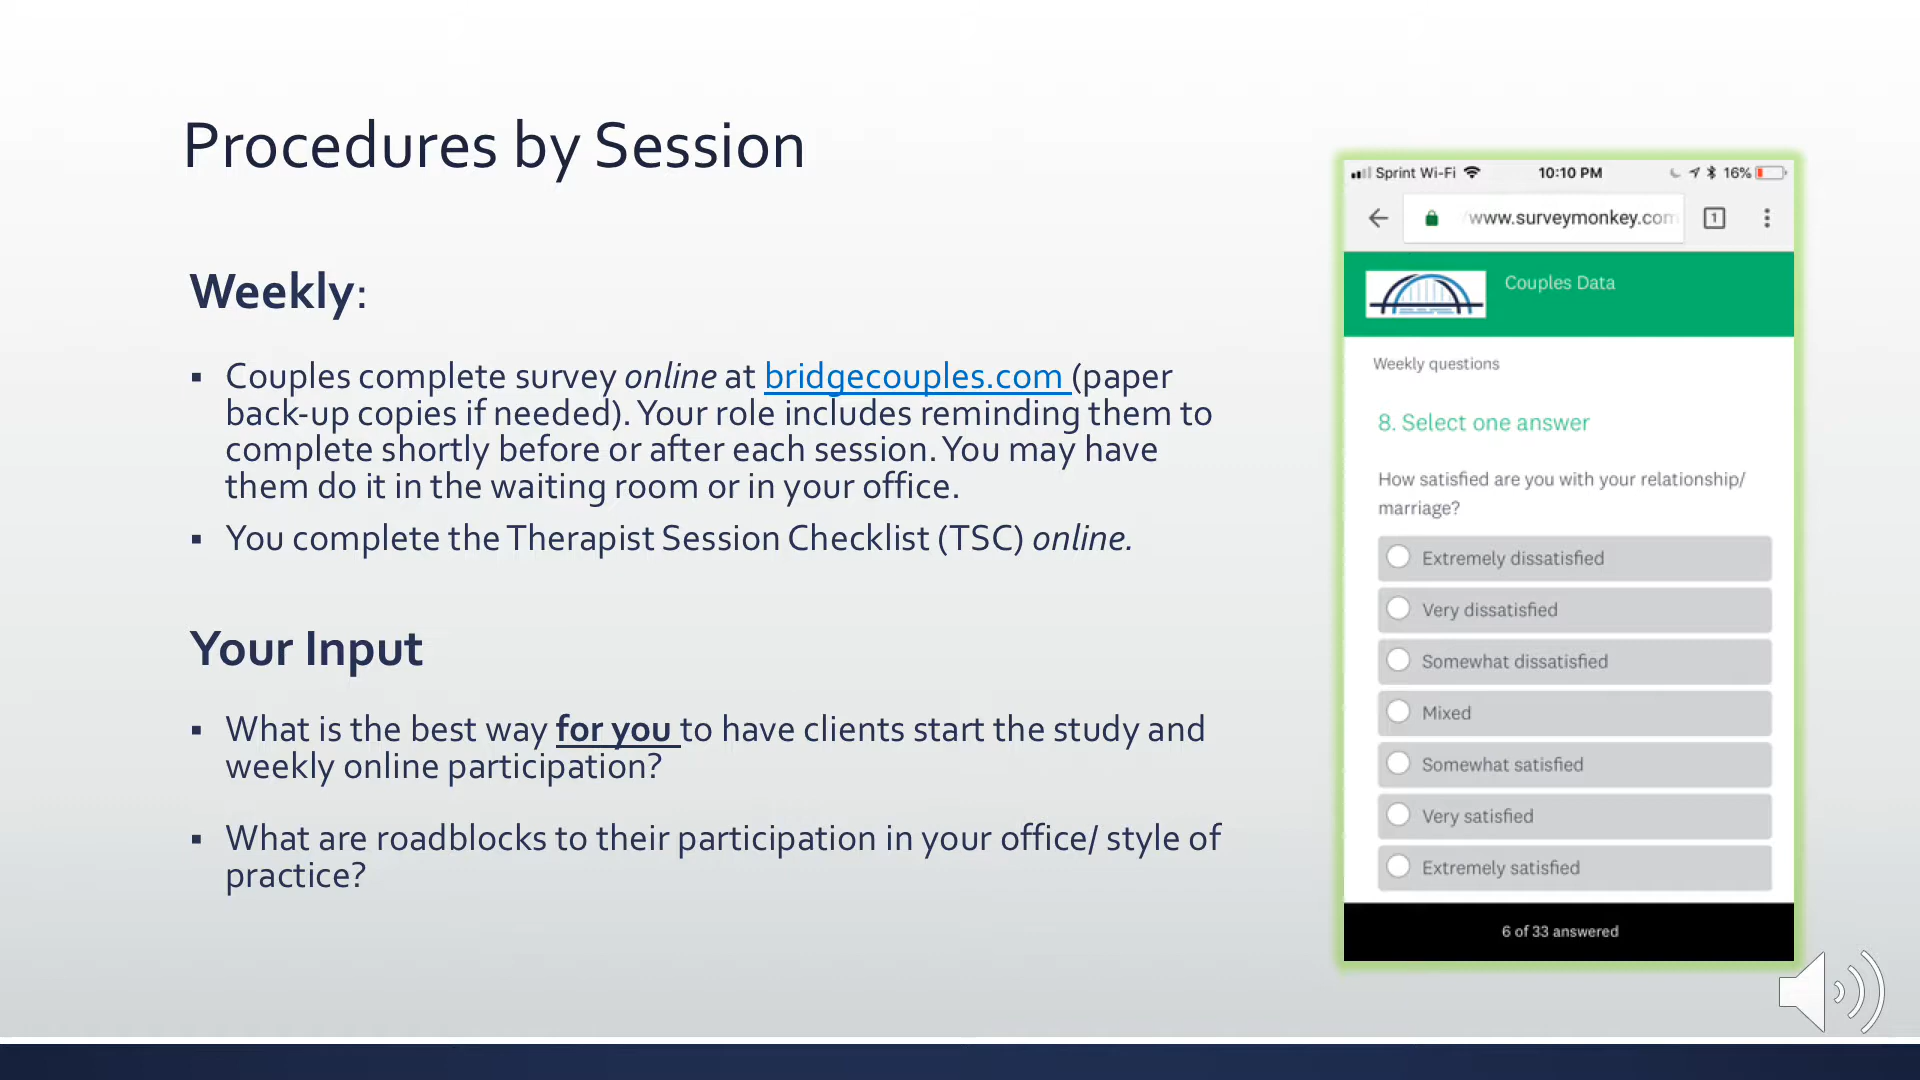 Procedures by Session
Weekly:
▪ Couples complete survey online at bridgecouples.com (paper
back-up copies if needed). Your role includes reminding them to
complete shortly before or after each session. You may have
them do it in the waiting room or in your office.
▪ You complete the Therapist Session Checklist (TSC) online.
Your Input
▪ What is the best way for you to have clients start the study and
weekly online participation?
▪ What are roadblocks to their participation in your office/ style of
practice?
Sprint Wi-Fi 10:10 PM 16%
/www.surveymonkey.com 1
Couples Data
Weekly questions
8. Select one answer
How satisfied are you with your relationship/
marriage?
Extremely dissatisfied
Very dissatisfied
Somewhat dissatisfied
Mixed
Somewhat satisfied
Very satisfied
Extremely satisfied
6 of 33 answered